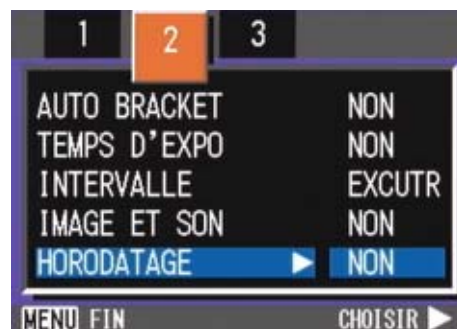 1 2 3
AUTO BRACKET NON
TEMPS D'EXPO NON
INTERVALLE EXCUTR
IMAGE ET SON NON
HORODATAGE NON
MENU FIN CHOISIR